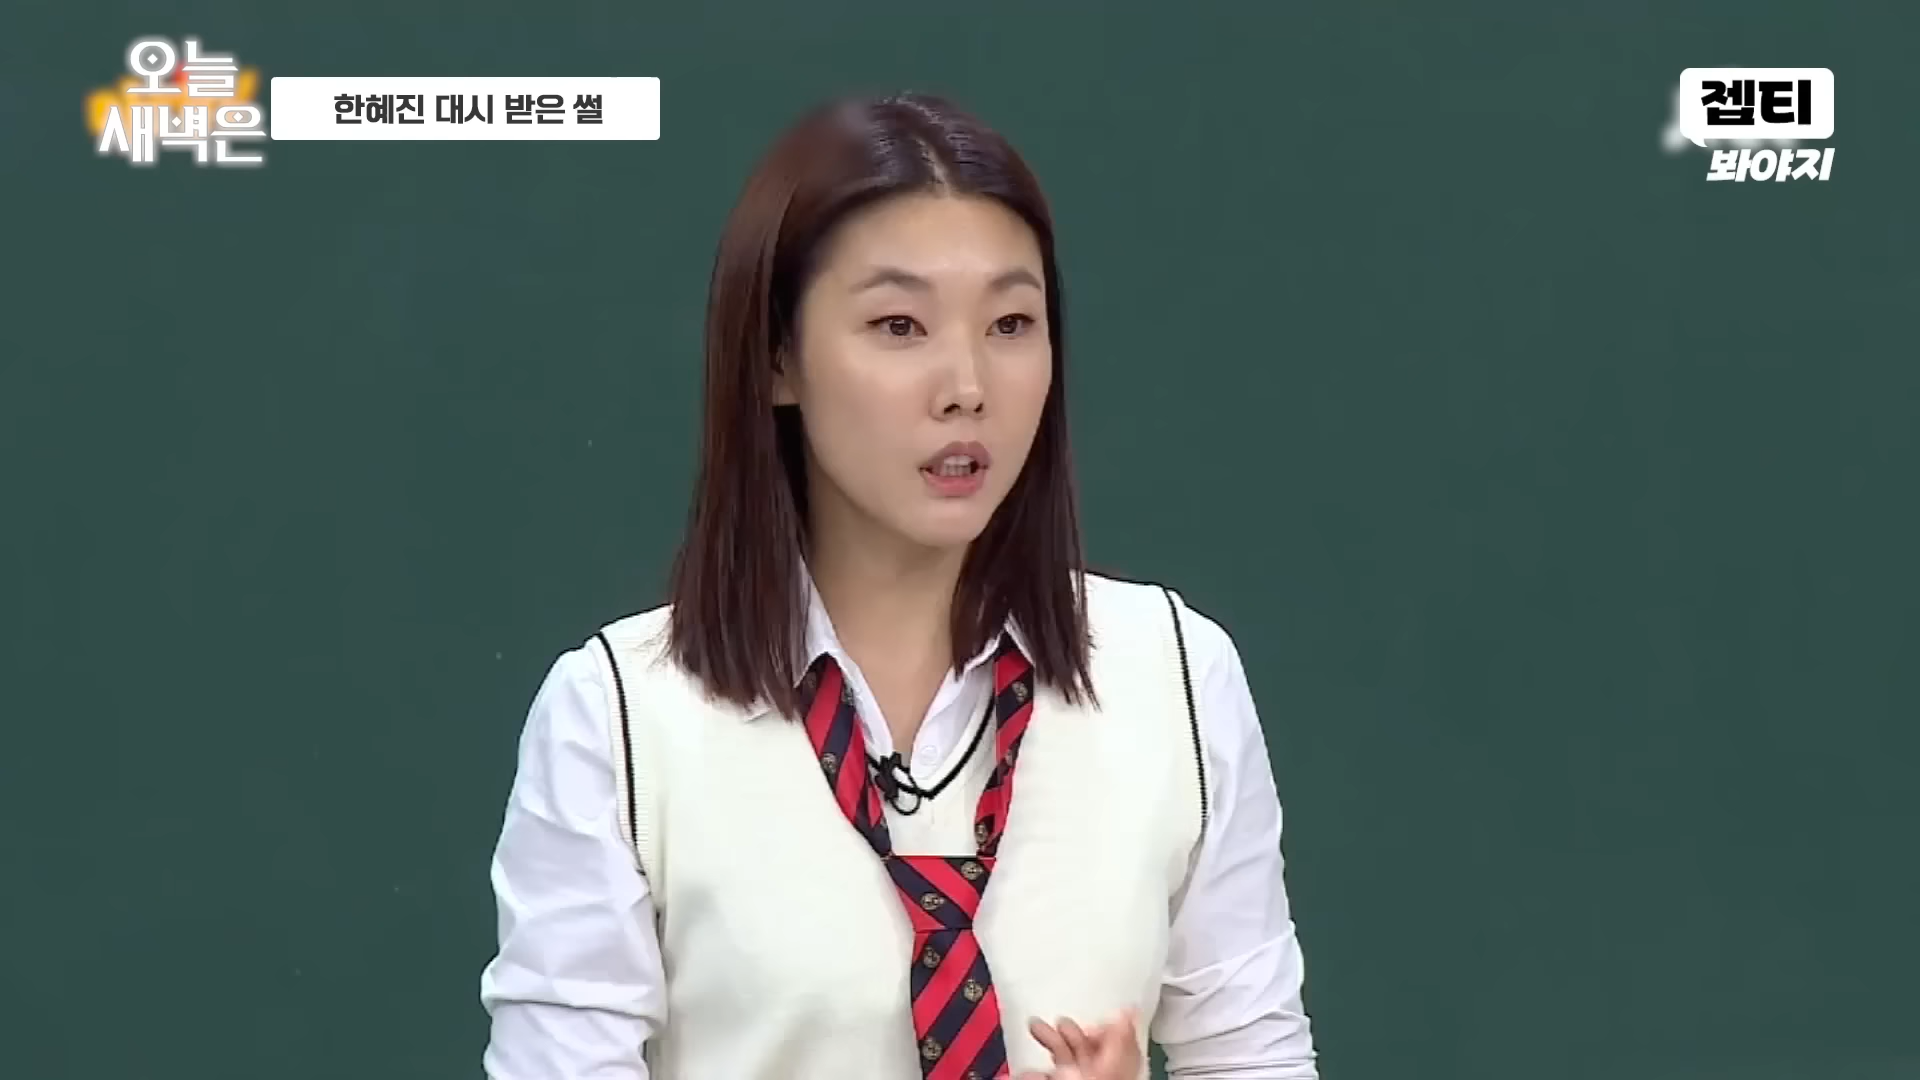 오늘
새벽은
한혜진 대시 받은 썰
젭티
봐야지